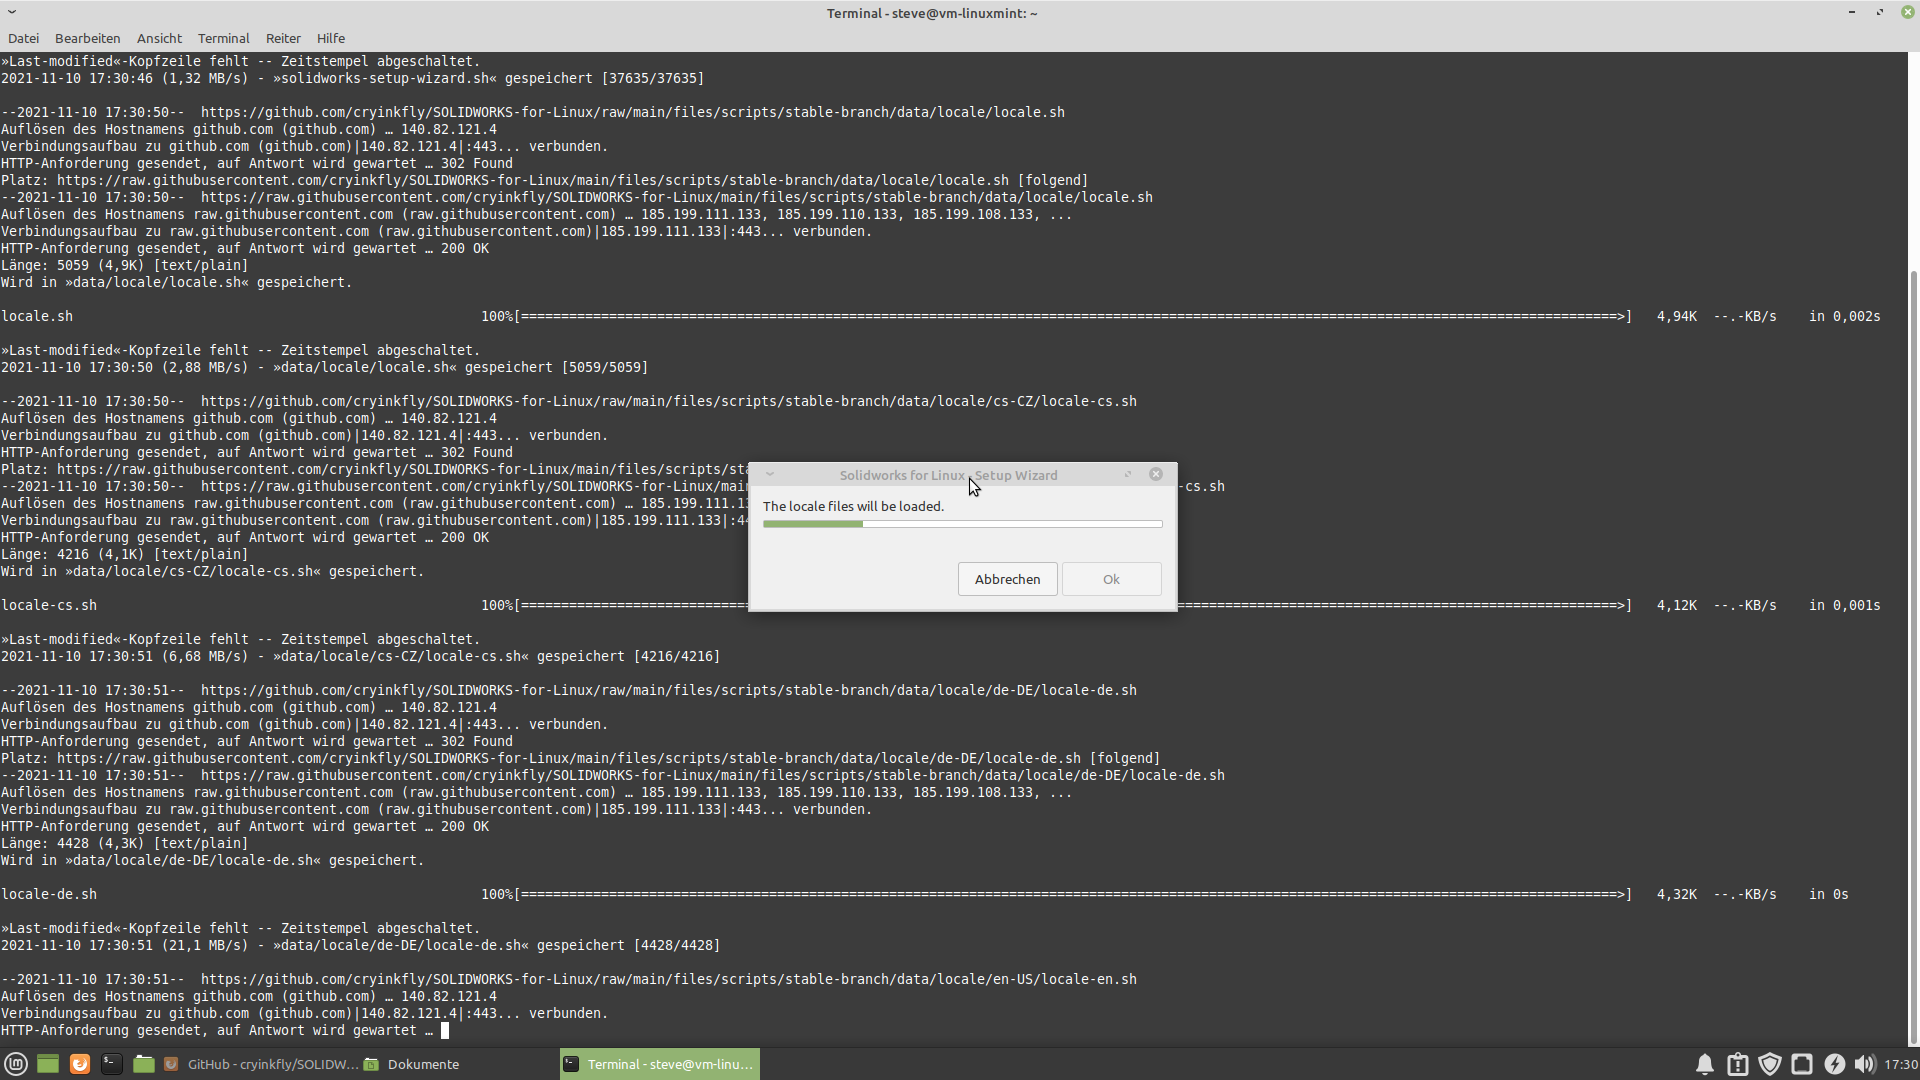 Terminal - steve@vm-linuxmint: ~
Datei Bearbeiten Ansicht Terminal Reiter Hilfe
»Last-modified«-Kopfzeile fehlt -- Zeitstempel abgeschaltet.
2021-11-10 17:30:46 (1,32 MB/s) - »solidworks-setup-wizard.sh« gespeichert [37635/37635]
--2021-11-10 17:30:50-- https://github.com/cryinkfly/SOLIDWORKS-for-Linux/raw/main/files/scripts/stable-branch/data/locale/locale.sh
Auflösen des Hostnamens github.com (github.com) … 140.82.121.4
Verbindungsaufbau zu github.com (github.com)|140.82.121.4|:443... verbunden.
HTTP-Anforderung gesendet, auf Antwort wird gewartet … 302 Found
Platz: https://raw.githubusercontent.com/cryinkfly/SOLIDWORKS-for-Linux/main/files/scripts/stable-branch/data/locale/locale.sh [folgend]
--2021-11-10 17:30:50-- https://raw.githubusercontent.com/cryinkfly/SOLIDWORKS-for-Linux/main/files/scripts/stable-branch/data/locale/locale.sh
Auflösen des Hostnamens raw.githubusercontent.com (raw.githubusercontent.com) … 185.199.111.133, 185.199.110.133, 185.199.108.133, ...
Verbindungsaufbau zu raw.githubusercontent.com (raw.githubusercontent.com)|185.199.111.133|:443... verbunden.
HTTP-Anforderung gesendet, auf Antwort wird gewartet … 200 OK
Länge: 5059 (4,9K) [text/plain]
Wird in »data/locale/locale.sh« gespeichert.
locale.sh 100%[=========================================================================================================================================>] 4,94K --.-KB/s in 0,002s
»Last-modified«-Kopfzeile fehlt -- Zeitstempel abgeschaltet.
2021-11-10 17:30:50 (2,88 MB/s) - »data/locale/locale.sh« gespeichert [5059/5059]
--2021-11-10 17:30:50-- https://github.com/cryinkfly/SOLIDWORKS-for-Linux/raw/main/files/scripts/stable-branch/data/locale/cs-CZ/locale-cs.sh
Auflösen des Hostnamens github.com (github.com) … 140.82.121.4
Verbindungsaufbau zu github.com (github.com)|140.82.121.4|:443... verbunden.
HTTP-Anforderung gesendet, auf Antwort wird gewartet … 302 Found
Platz: https://raw.githubusercontent.com/cryinkfly/SOLIDWORKS-for-Linux/main/files/scripts/sta
--2021-11-10 17:30:50-- https://raw.githubusercontent.com/cryinkfly/SOLIDWORKS-for-Linux/mai -cs.sh
Auflösen des Hostnamens raw.githubusercontent.com (raw.githubusercontent.com) … 185.199.111.1
Verbindungsaufbau zu raw.githubusercontent.com (raw.githubusercontent.com)|185.199.111.133|:44
HTTP-Anforderung gesendet, auf Antwort wird gewartet … 200 OK
Länge: 4216 (4,1K) [text/plain]
Wird in »data/locale/cs-CZ/locale-cs.sh« gespeichert.
locale-cs.sh 100%[============================= =======================================================>] 4,12K --.-KB/s in 0,001s
Solidworks for Linux - Setup Wizard
The locale files will be loaded.
Abbrechen Ok
»Last-modified«-Kopfzeile fehlt -- Zeitstempel abgeschaltet.
2021-11-10 17:30:51 (6,68 MB/s) - »data/locale/cs-CZ/locale-cs.sh« gespeichert [4216/4216]
--2021-11-10 17:30:51-- https://github.com/cryinkfly/SOLIDWORKS-for-Linux/raw/main/files/scripts/stable-branch/data/locale/de-DE/locale-de.sh
Auflösen des Hostnamens github.com (github.com) … 140.82.121.4
Verbindungsaufbau zu github.com (github.com)|140.82.121.4|:443... verbunden.
HTTP-Anforderung gesendet, auf Antwort wird gewartet … 302 Found
Platz: https://raw.githubusercontent.com/cryinkfly/SOLIDWORKS-for-Linux/main/files/scripts/stable-branch/data/locale/de-DE/locale-de.sh [folgend]
--2021-11-10 17:30:51-- https://raw.githubusercontent.com/cryinkfly/SOLIDWORKS-for-Linux/main/files/scripts/stable-branch/data/locale/de-DE/locale-de.sh
Auflösen des Hostnamens raw.githubusercontent.com (raw.githubusercontent.com) … 185.199.111.133, 185.199.110.133, 185.199.108.133, ...
Verbindungsaufbau zu raw.githubusercontent.com (raw.githubusercontent.com)|185.199.111.133|:443... verbunden.
HTTP-Anforderung gesendet, auf Antwort wird gewartet … 200 OK
Länge: 4428 (4,3K) [text/plain]
Wird in »data/locale/de-DE/locale-de.sh« gespeichert.
locale-de.sh 100%[=========================================================================================================================================>] 4,32K --.-KB/s in 0s
»Last-modified«-Kopfzeile fehlt -- Zeitstempel abgeschaltet.
2021-11-10 17:30:51 (21,1 MB/s) - »data/locale/de-DE/locale-de.sh« gespeichert [4428/4428]
--2021-11-10 17:30:51-- https://github.com/cryinkfly/SOLIDWORKS-for-Linux/raw/main/files/scripts/stable-branch/data/locale/en-US/locale-en.sh
Auflösen des Hostnamens github.com (github.com) … 140.82.121.4
Verbindungsaufbau zu github.com (github.com)|140.82.121.4|:443... verbunden.
HTTP-Anforderung gesendet, auf Antwort wird gewartet …
GitHub - cryinkfly/SOLIDW... Dokumente Terminal - steve@vm-linu... 17:30